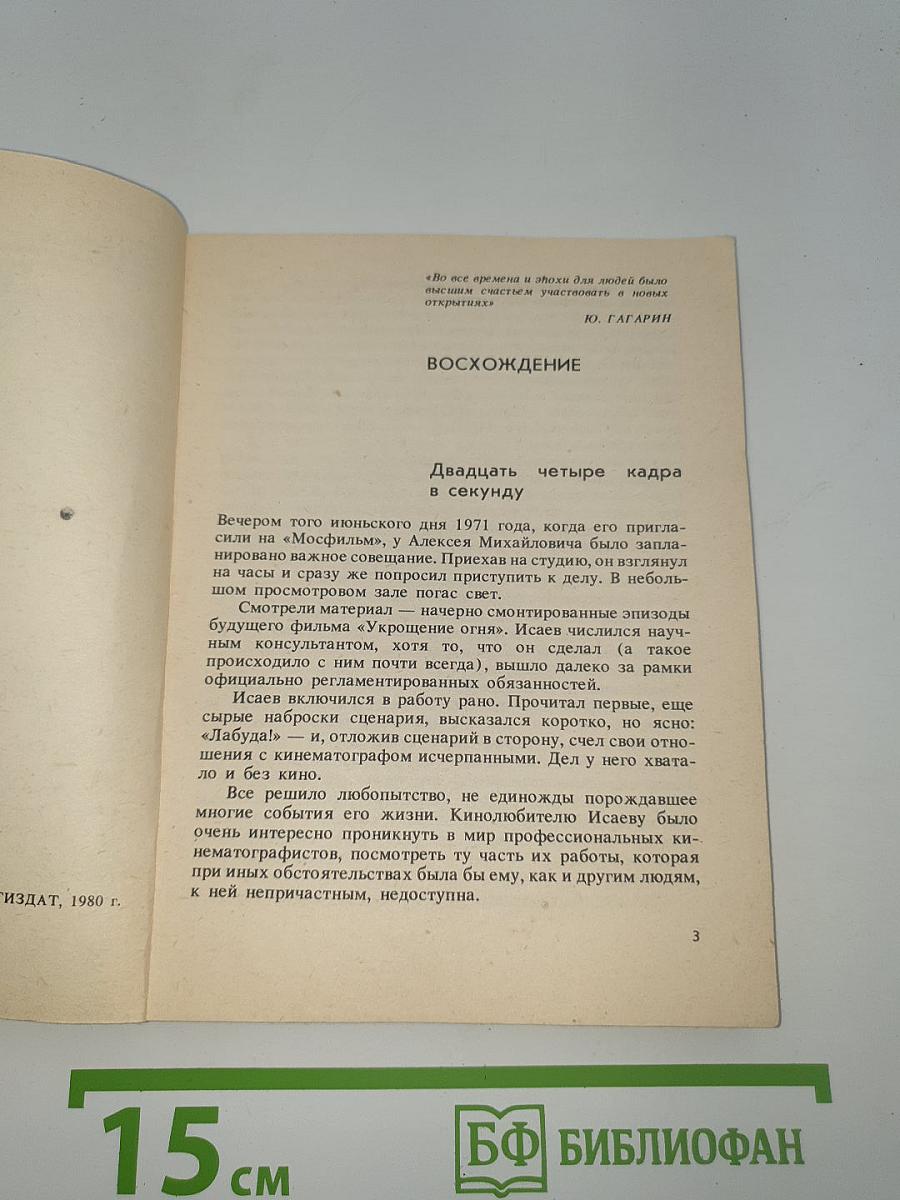 «Во все времена и эпохи для людей было
высшим счастьем участвовать в новых
открытиях»
Ю. ГАГАРИН
ВОСХОЖДЕНИЕ
Двадцать четыре кадра
в секунду
Вечером того июньского дня 1971 года, когда его пригла-
сили на «Мосфильм», у Алексея Михайловича было запла-
нировано важное совещание. Приехав на студию, он взглянул
на часы и сразу же попросил приступить к делу. В неболь-
шом просмотровом зале погас свет.
Смотрели материал — начерно смонтированные эпизоды
будущего фильма «Укрощение огня». Исаев числился науч-
ным консультантом, хотя то, что он сделал (а такое
происходило с ним почти всегда), вышло далеко за рамки
официально регламентированных обязанностей.
Исаев включился в работу рано. Прочитал первые, еще
сырые наброски сценария, высказался коротко, но ясно:
«Лабуда!» — и, отложив сценарий в сторону, счел свои отно-
шения с кинематографом исчерпанными. Дел у него хвата-
ло и без кино.
Все решило любопытство, не единожды порождавшее
многие события его жизни. Кинолюбителю Исаеву было
очень интересно проникнуть в мир профессиональных ки-
нематографистов, посмотреть ту часть их работы, которая
при иных обстоятельствах была бы ему, как и другим людям,
к ней непричастным, недоступна.
ТИЗДАТ, 1980 г.
3
15 см
БФ БИБЛИОФАН